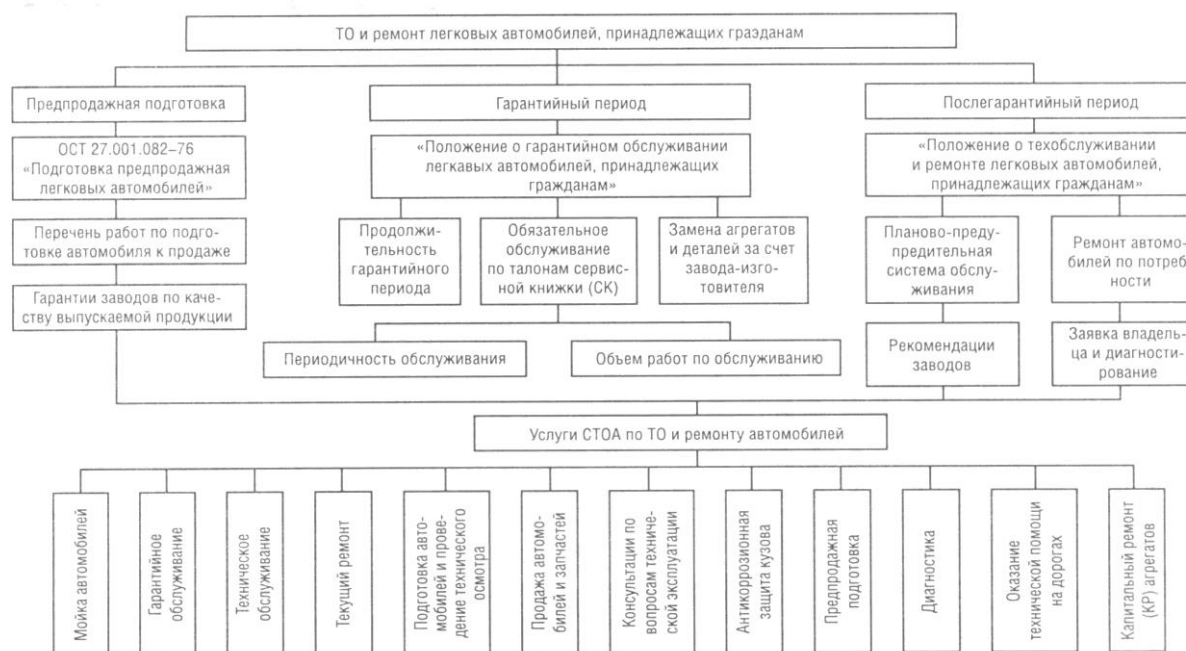 ТО и ремонт легковых автомобилей, принадлежащих граэданам
Предпродажная подготовка
Гарантийный период
Послегарантийный период
ОСТ 27.001.082–76
«Подготовка предпродажная
легковых автомобилей»
«Положение о гарантийном обслуживании
легкавых автомобилей, принадлежащих
гражданам»
«Положение о техобслуживании
и ремонте легковых автомобилей,
принадлежащих гражданам»
Перечень работ по подго-
товке автомобиля к продаже
Продолжи-
тельность
гарантийного
периода
Обязательное
обслуживание
по талонам сервис-
ной книжки (СК)
Замена агрегатов
и деталей за счет
завода-изго-
товителя
Планово-преду-
предительная
система обслу-
живания
Ремонт автомо-
билей по потреб
ности
Гарантии заводов по каче-
ству выпускаемой продукции
Периодичность обслуживания
Объем работ по обслуживанию
Рекомендации
заводов
Заявка владель-
ца и диагности-
рование
Услуги СТОА по ТО и ремонту автомобилей
Мойка автомобилей
Гарантийное
обслуживание
Техническое
обслуживание
Текущий ремонт
Подготовка авто-
мобилей и прове-
дение технического
осмотра
Продажа автомо-
билей и запчастей
Консультации по
вопросам техниче-
ской эксплуатации
Антикоррозионная
защита кузова
Предпродажная
подготовка
Диагностика
Оказание
технической помощи
на дорогах
Капитальный ремонт
(КР) агрегатов